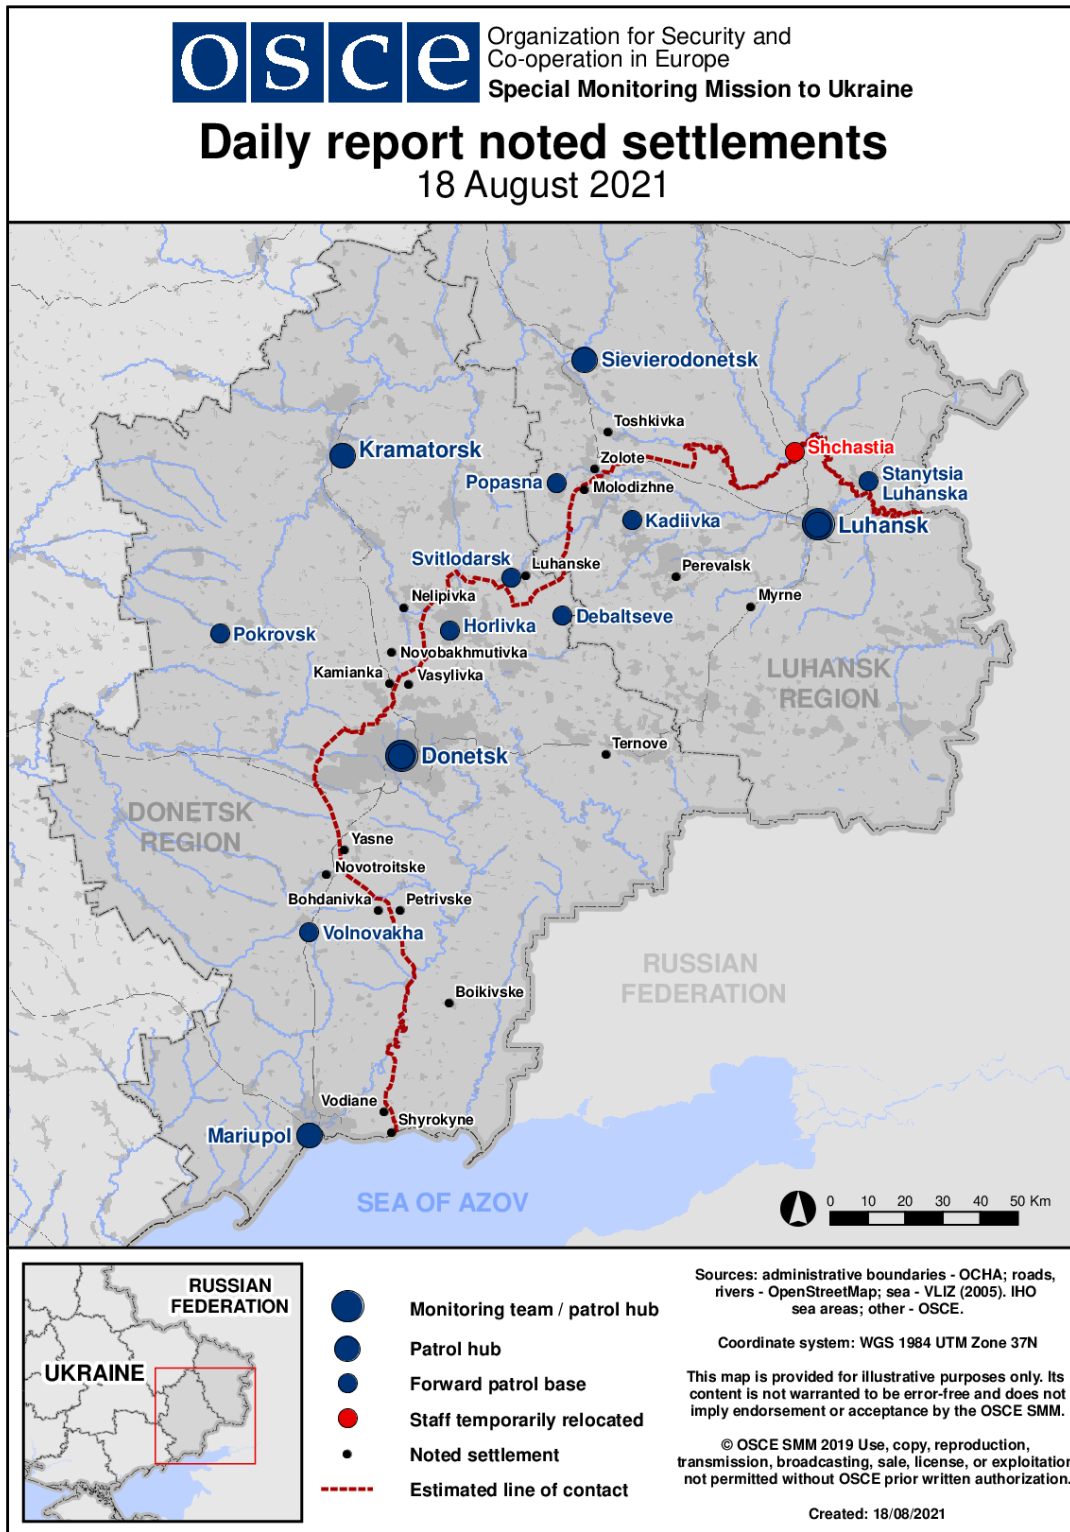 osce
Organization for Security and
Co-operation in Europe
Special Monitoring Mission to Ukraine
Daily report noted settlements
18 August 2021
Sievierodonetsk
Toshkivka
Kramatorsk
Shchastia
Zolote
Popasna
Molodizhne
Stanytsia
Luhanska
Kadiivka
Luhansk
Svitlodarsk
Luhanske
Perevalsk
Nelipivka
Myrne
Horlivka
Debaltseve
Pokrovsk
Novobakhmutivka
Kamianka
Vasylivka
LUHANSK
REGION
Donetsk
Ternove
DONETSK
REGION
Yasne
Novotroitske
Bohdanivka
Petrivske
Volnovakha
RUSSIAN
FEDERATION
Boikivske
Vodiane
Shyrokyne
Mariupol
SEA OF AZOV
0 10 20 30 40 50 Km
RUSSIAN
FEDERATION
UKRAINE
Monitoring team / patrol hub
Patrol hub
Forward patrol base
Staff temporarily relocated
Noted settlement
Estimated line of contact
Sources: administrative boundaries - OCHA; roads,
rivers - OpenStreetMap; sea - VLIZ (2005). IHO
sea areas; other - OSCE.
Coordinate system: WGS 1984 UTM Zone 37N
This map is provided for illustrative purposes only. Its
content is not warranted to be error-free and does not
imply endorsement or acceptance by the OSCE SMM.
© OSCE SMM 2019 Use, copy, reproduction,
transmission, broadcasting, sale, license, or exploitation
not permitted without OSCE prior written authorization.
Created: 18/08/2021